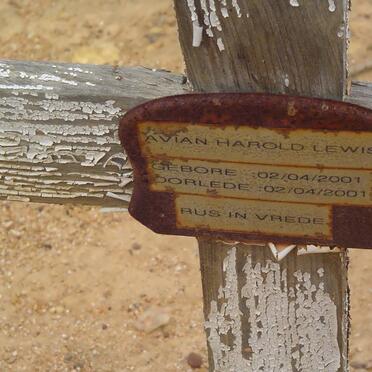 AVIAN HAROLD LEWIS
GEBORE :02/04/2001
OORLEDE :02/04/2001
RUS IN VREDE